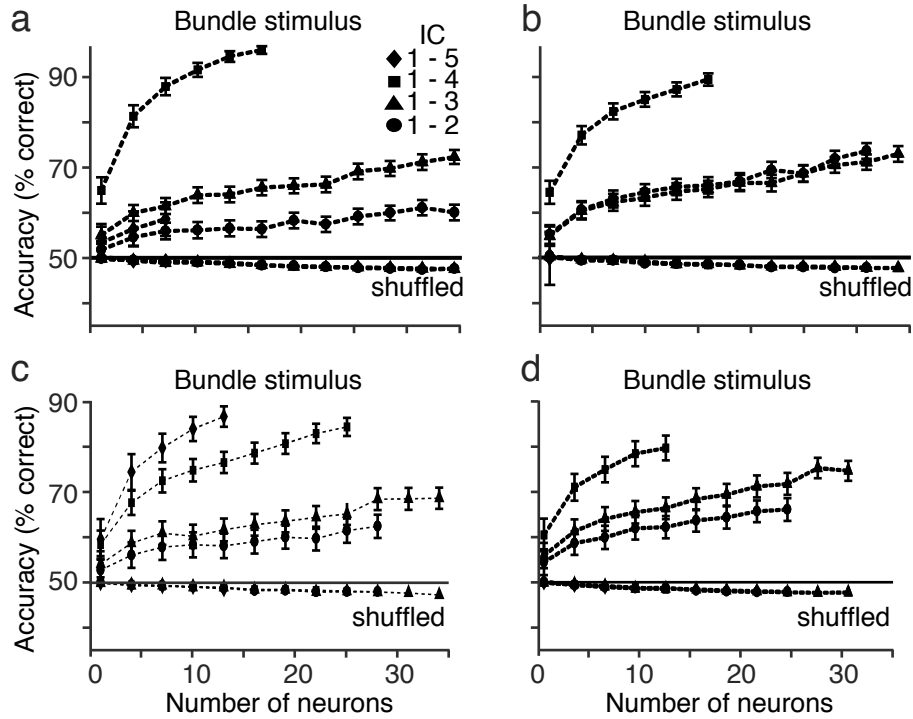 a
Bundle stimulus
IC
1 - 5
1 - 4
1 - 3
1 - 2
90
70
50
Accuracy (% correct)
shuffled
b
Bundle stimulus
shuffled
c
Bundle stimulus
90
70
50
Accuracy (% correct)
shuffled
0
10
20
30
Number of neurons
d
Bundle stimulus
shuffled
0
10
20
30
Number of neurons